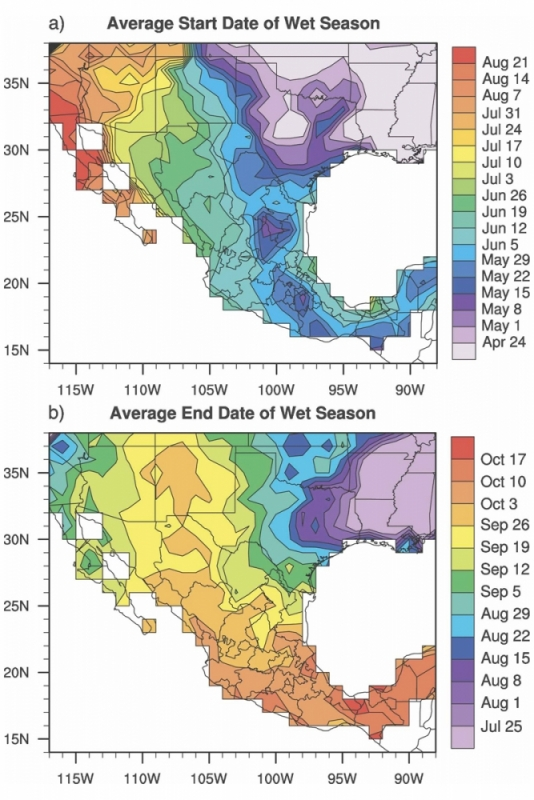 a) Average Start Date of Wet Season
35N
30N
25N
20N
15N
115W 110W 105W 100W 95W 90W
Aug 21
Aug 14
Aug 7
Jul 31
Jul 24
Jul 17
Jul 10
Jul 3
Jun 26
Jun 19
Jun 12
Jun 5
May 29
May 22
May 15
May 8
May 1
Apr 24
b) Average End Date of Wet Season
35N
30N
25N
20N
15N
115W 110W 105W 100W 95W 90W
Oct 17
Oct 10
Oct 3
Sep 26
Sep 19
Sep 12
Sep 5
Aug 29
Aug 22
Aug 15
Aug 8
Aug 1
Jul 25